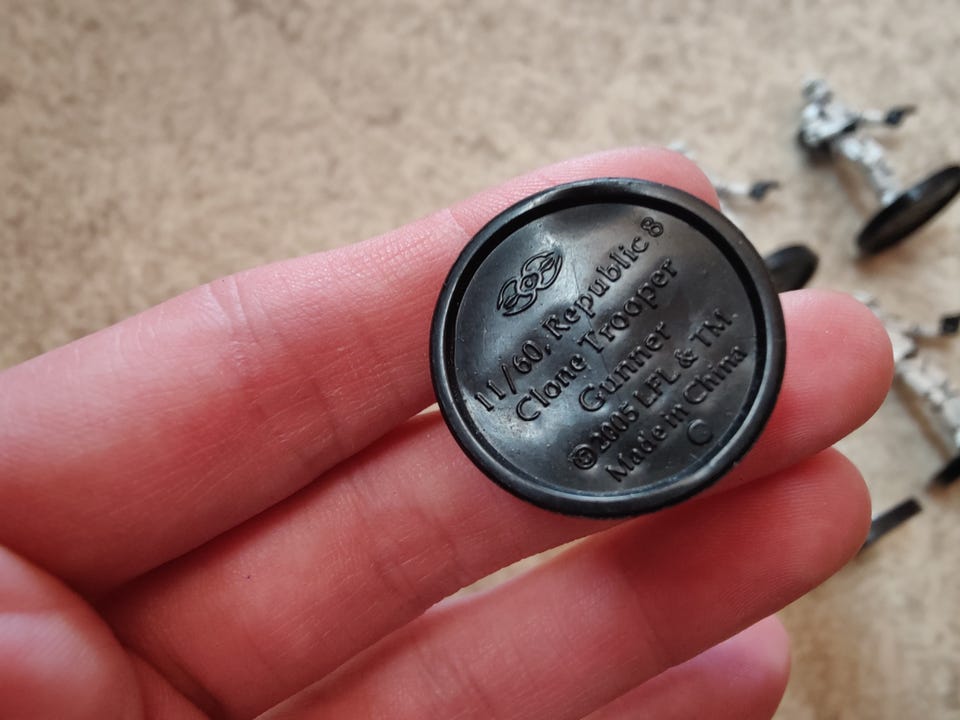 11/60, Republic 8
Clone Trooper
Gunner
© 2005 LFL & TM.
Made in China
C